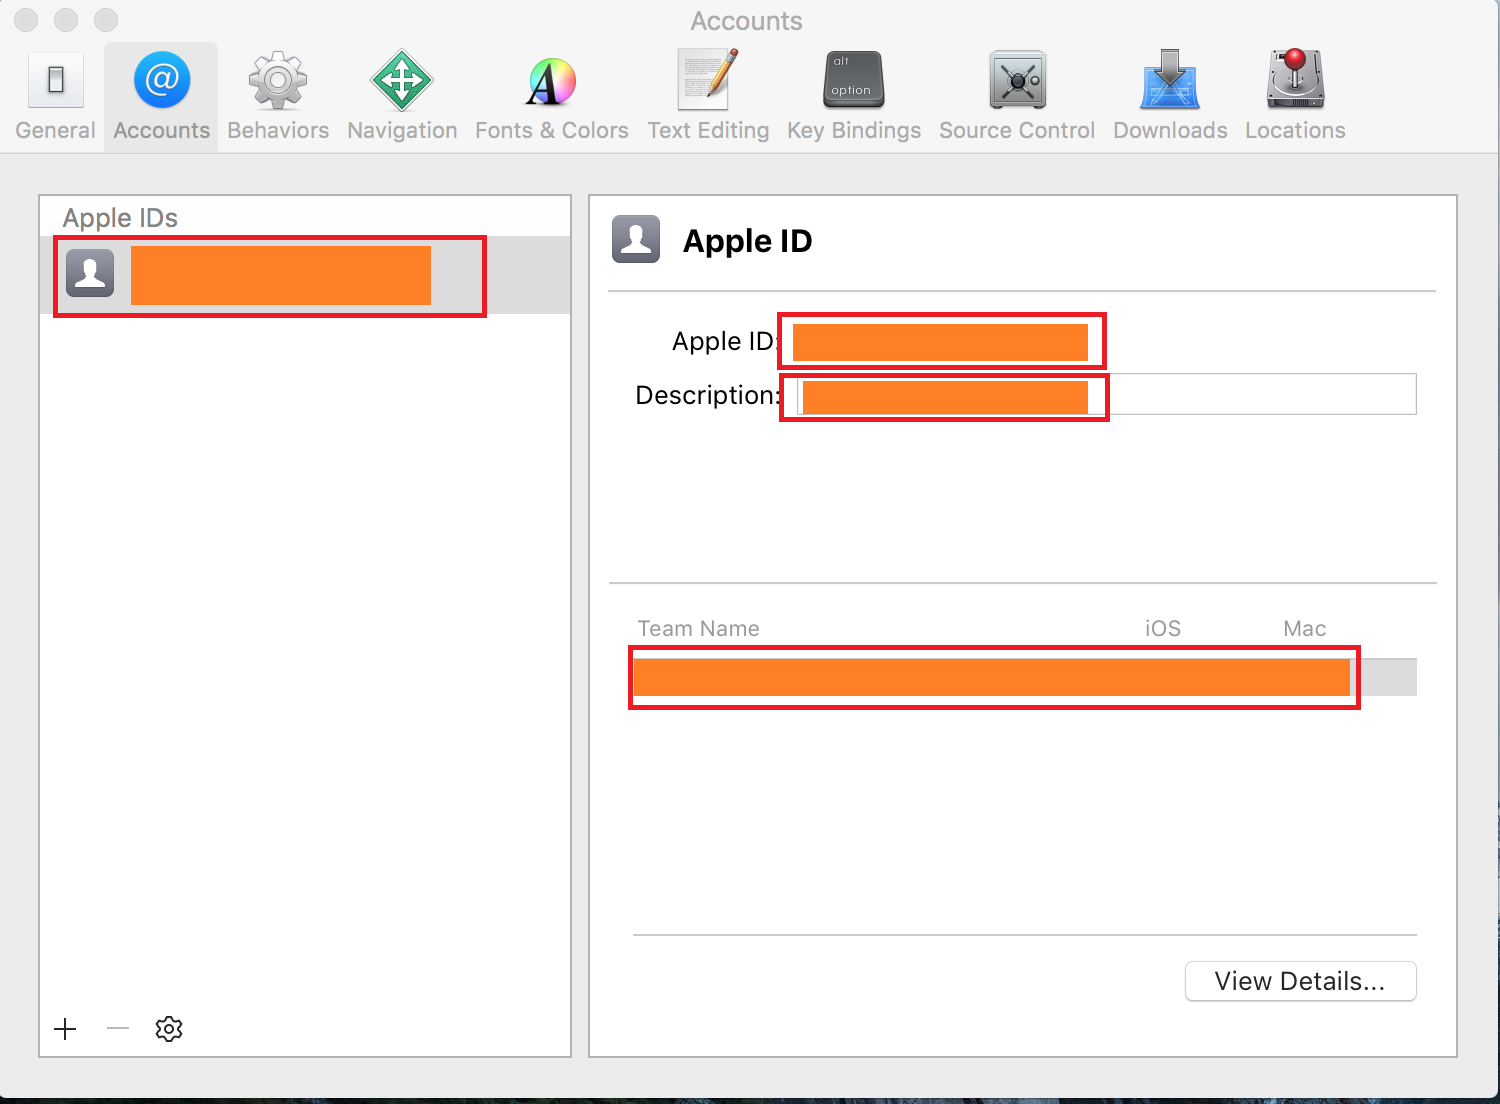 Accounts
General Accounts Behaviors Navigation Fonts & Colors Text Editing Key Bindings Source Control Downloads Locations
@
A
alt
option
Apple IDs
Apple ID
Apple ID:
Description:
Team Name iOS Mac
View Details...